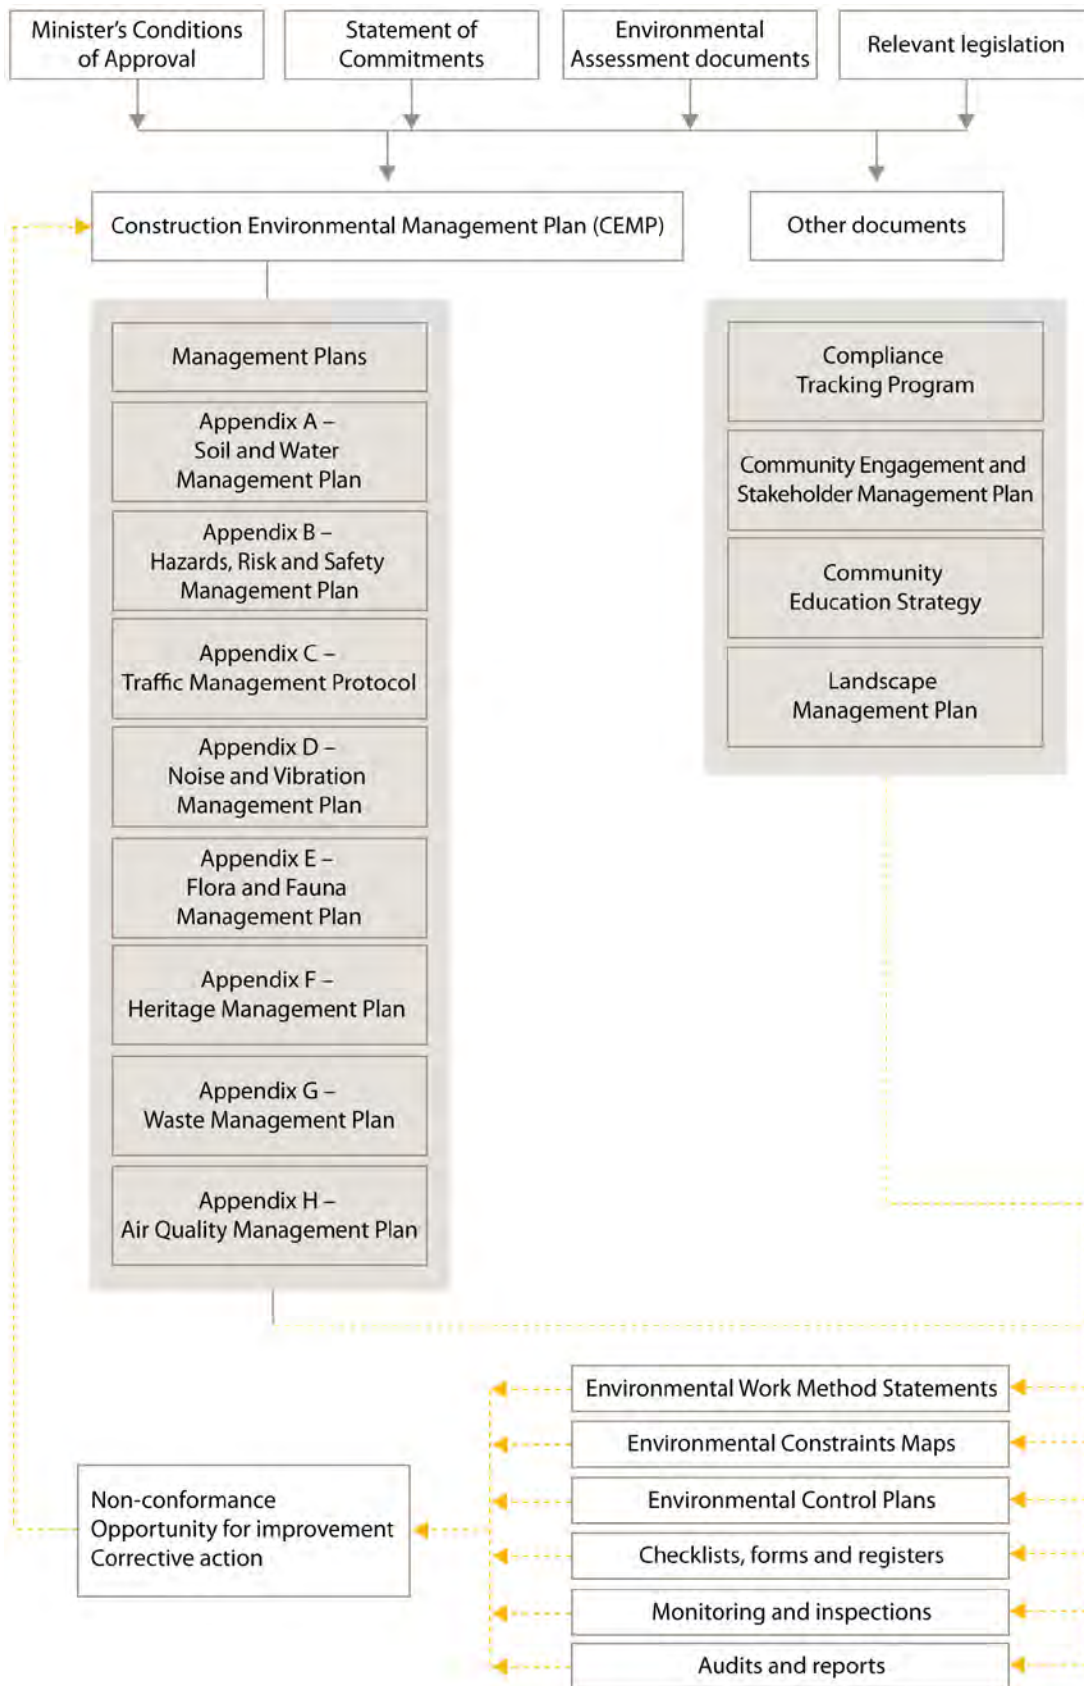 Minister's Conditions
of Approval
Statement of
Commitments
Environmental
Assessment documents
Relevant legislation
Construction Environmental Management Plan (CEMP)
Other documents
Management Plans
Appendix A –
Soil and Water
Management Plan
Appendix B –
Hazards, Risk and Safety
Management Plan
Appendix C –
Traffic Management Protocol
Appendix D –
Noise and Vibration
Management Plan
Appendix E –
Flora and Fauna
Management Plan
Appendix F –
Heritage Management Plan
Appendix G –
Waste Management Plan
Appendix H –
Air Quality Management Plan
Compliance
Tracking Program
Community Engagement and
Stakeholder Management Plan
Community
Education Strategy
Landscape
Management Plan
Environmental Work Method Statements
Environmental Constraints Maps
Environmental Control Plans
Checklists, forms and registers
Monitoring and inspections
Audits and reports
Non-conformance
Opportunity for improvement
Corrective action